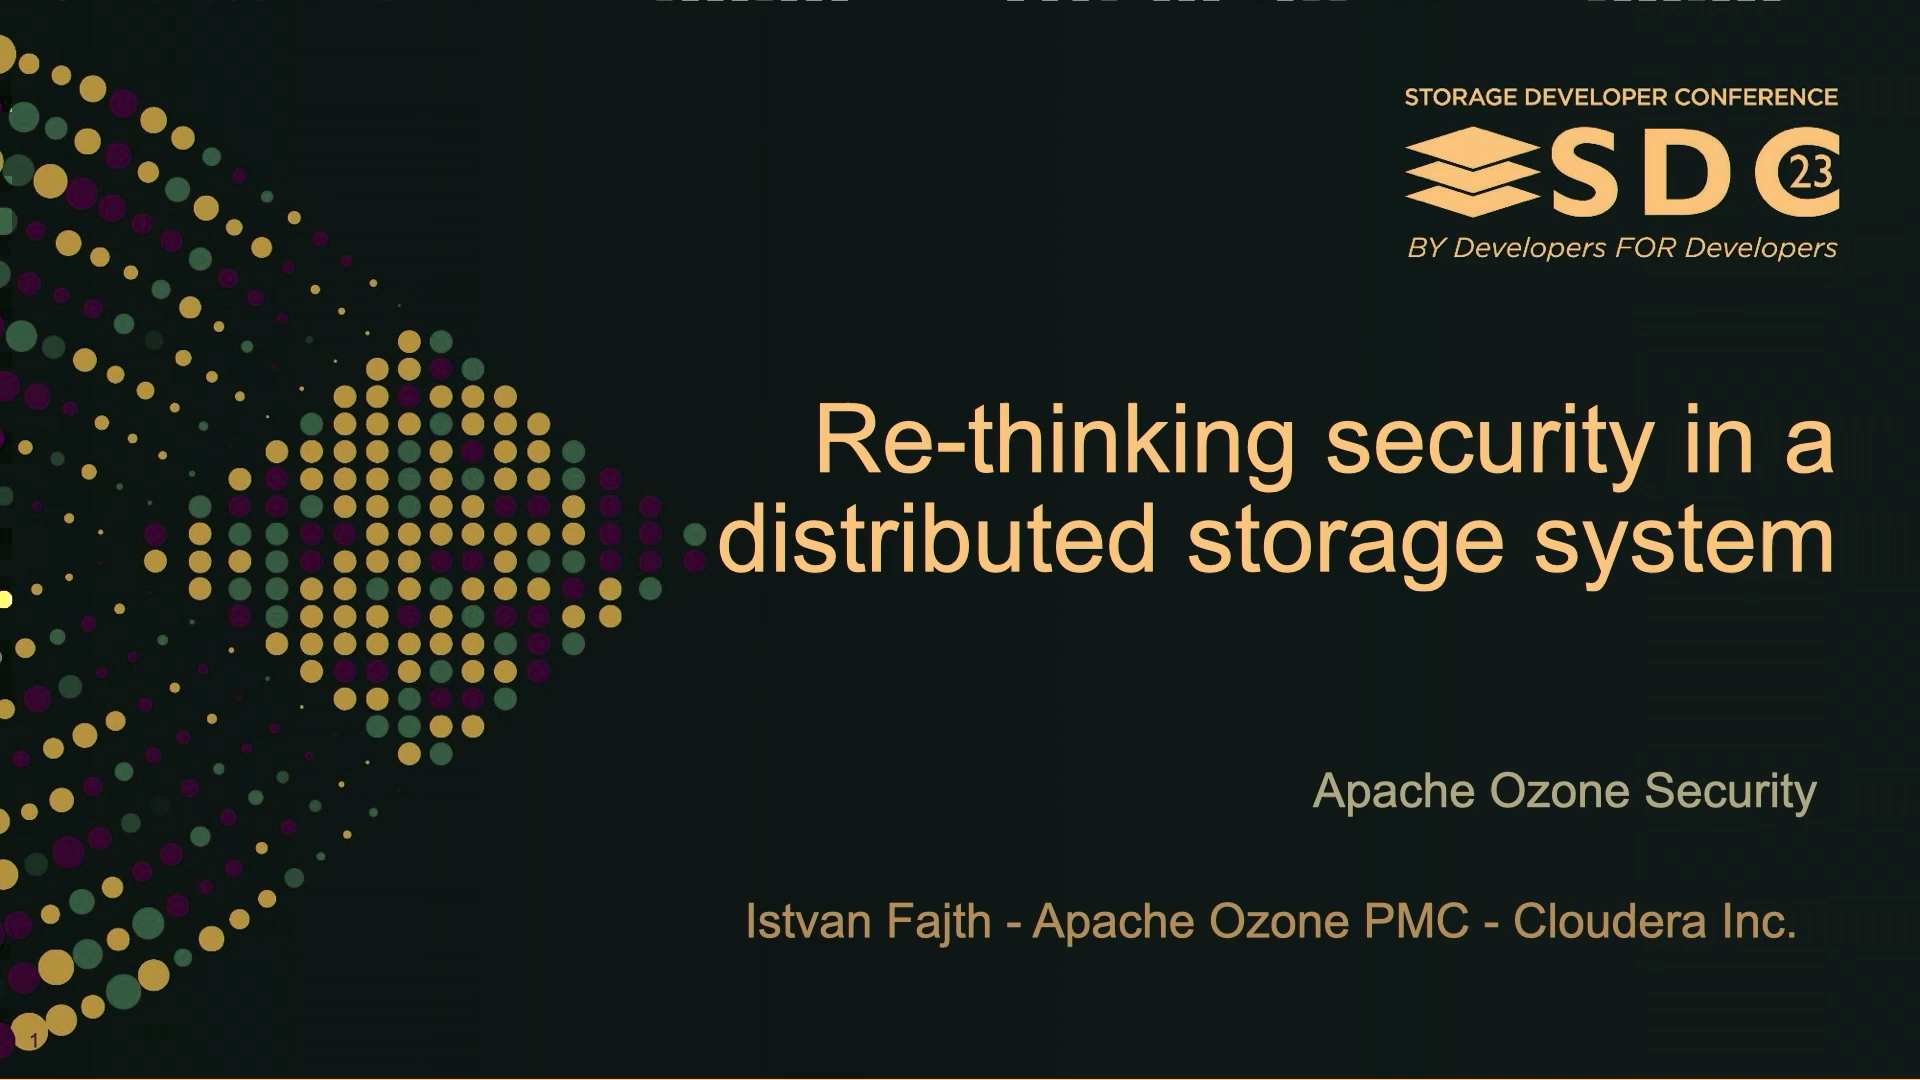 STORAGE DEVELOPER CONFERENCE
SDC 23
BY Developers FOR Developers
Re-thinking security in a
distributed storage system
Apache Ozone Security
Istvan Fajth - Apache Ozone PMC - Cloudera Inc.
1